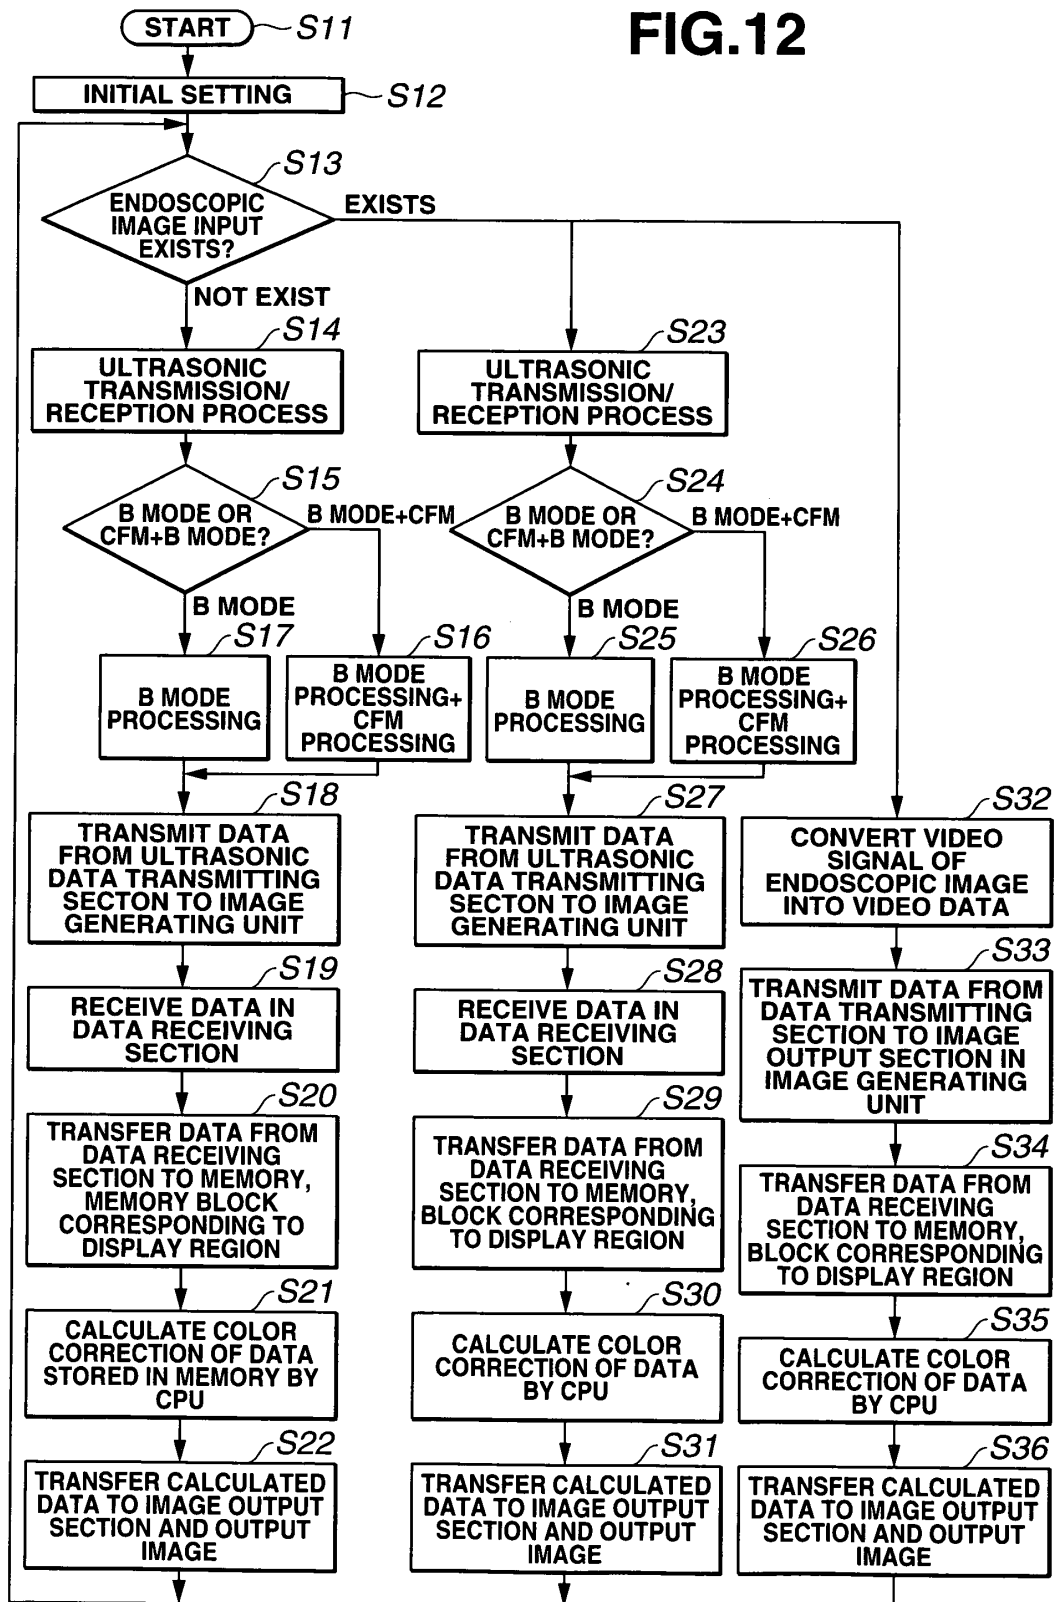 FIG.12
START
S11
INITIAL SETTING
S12
S13
ENDOSCOPIC
IMAGE INPUT
EXISTS?
EXISTS
NOT EXIST
S14
ULTRASONIC
TRANSMISSION/
RECEPTION PROCESS
S15
B MODE OR
CFM+B MODE?
B MODE+CFM
B MODE
S17
B MODE
PROCESSING
S16
B MODE
PROCESSING+
CFM
PROCESSING
S18
TRANSMIT DATA
FROM ULTRASONIC
DATA TRANSMITTING
SECTON TO IMAGE
GENERATING UNIT
S19
RECEIVE DATA IN
DATA RECEIVING
SECTION
S20
TRANSFER DATA FROM
DATA RECEIVING
SECTION TO MEMORY,
MEMORY BLOCK
CORRESPONDING TO
DISPLAY REGION
S21
CALCULATE COLOR
CORRECTION OF DATA
STORED IN MEMORY BY
CPU
S22
TRANSFER CALCULATED
DATA TO IMAGE OUTPUT
SECTION AND OUTPUT
IMAGE
S23
ULTRASONIC
TRANSMISSION/
RECEPTION PROCESS
S24
B MODE OR
CFM+B MODE?
B MODE+CFM
B MODE
S25
B MODE
PROCESSING
S26
B MODE
PROCESSING+
CFM
PROCESSING
S27
TRANSMIT DATA
FROM ULTRASONIC
DATA TRANSMITTING
SECTON TO IMAGE
GENERATING UNIT
S28
RECEIVE DATA IN
DATA RECEIVING
SECTION
S29
TRANSFER DATA FROM
DATA RECEIVING
SECTION TO MEMORY,
BLOCK CORRESPONDING
TO DISPLAY REGION
S30
CALCULATE COLOR
CORRECTION OF DATA
BY CPU
S31
TRANSFER CALCULATED
DATA TO IMAGE OUTPUT
SECTION AND OUTPUT
IMAGE
S32
CONVERT VIDEO
SIGNAL OF
ENDOSCOPIC IMAGE
INTO VIDEO DATA
S33
TRANSMIT DATA FROM
DATA TRANSMITTING
SECTION TO IMAGE
OUTPUT SECTION IN
IMAGE GENERATING
UNIT
S34
TRANSFER DATA FROM
DATA RECEIVING
SECTION TO MEMORY,
BLOCK CORRESPONDING
TO DISPLAY REGION
S35
CALCULATE COLOR
CORRECTION OF DATA
BY CPU
S36
TRANSFER CALCULATED
DATA TO IMAGE OUTPUT
SECTION AND OUTPUT
IMAGE